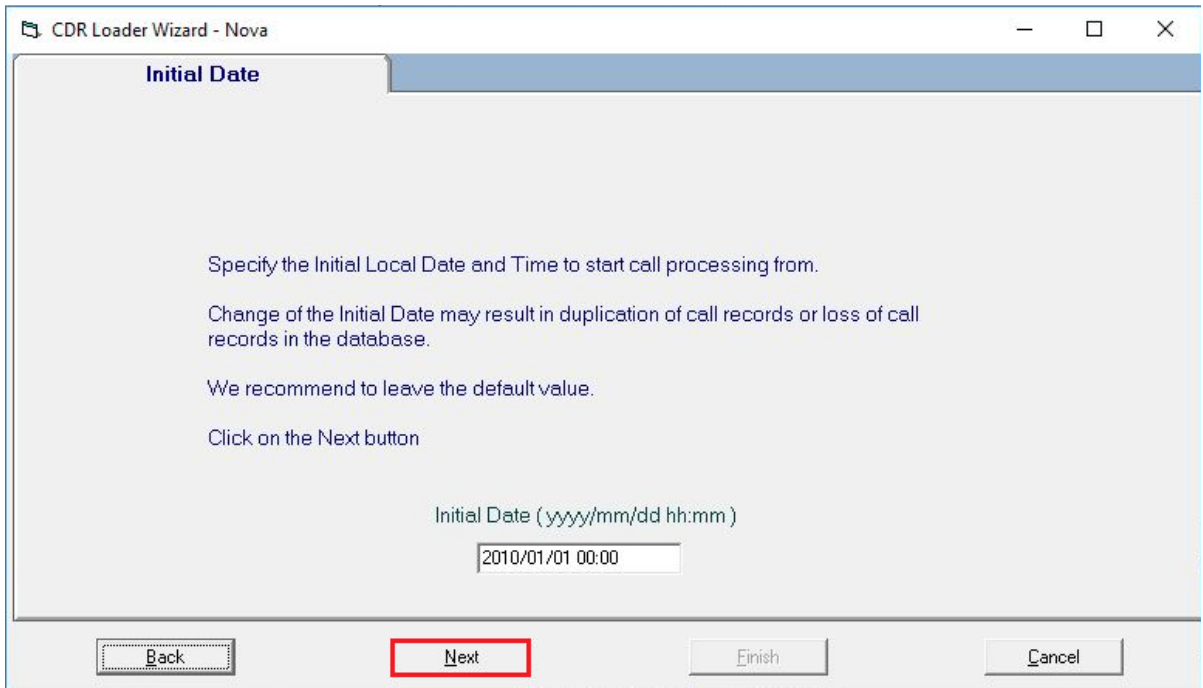 CDR Loader Wizard - Nova
Initial Date
Specify the Initial Local Date and Time to start call processing from.
Change of the Initial Date may result in duplication of call records or loss of call
records in the database.
We recommend to leave the default value.
Click on the Next button
Initial Date ( yyyy/mm/dd hh:mm )
2010/01/01 00:00
Back Next Finish Cancel